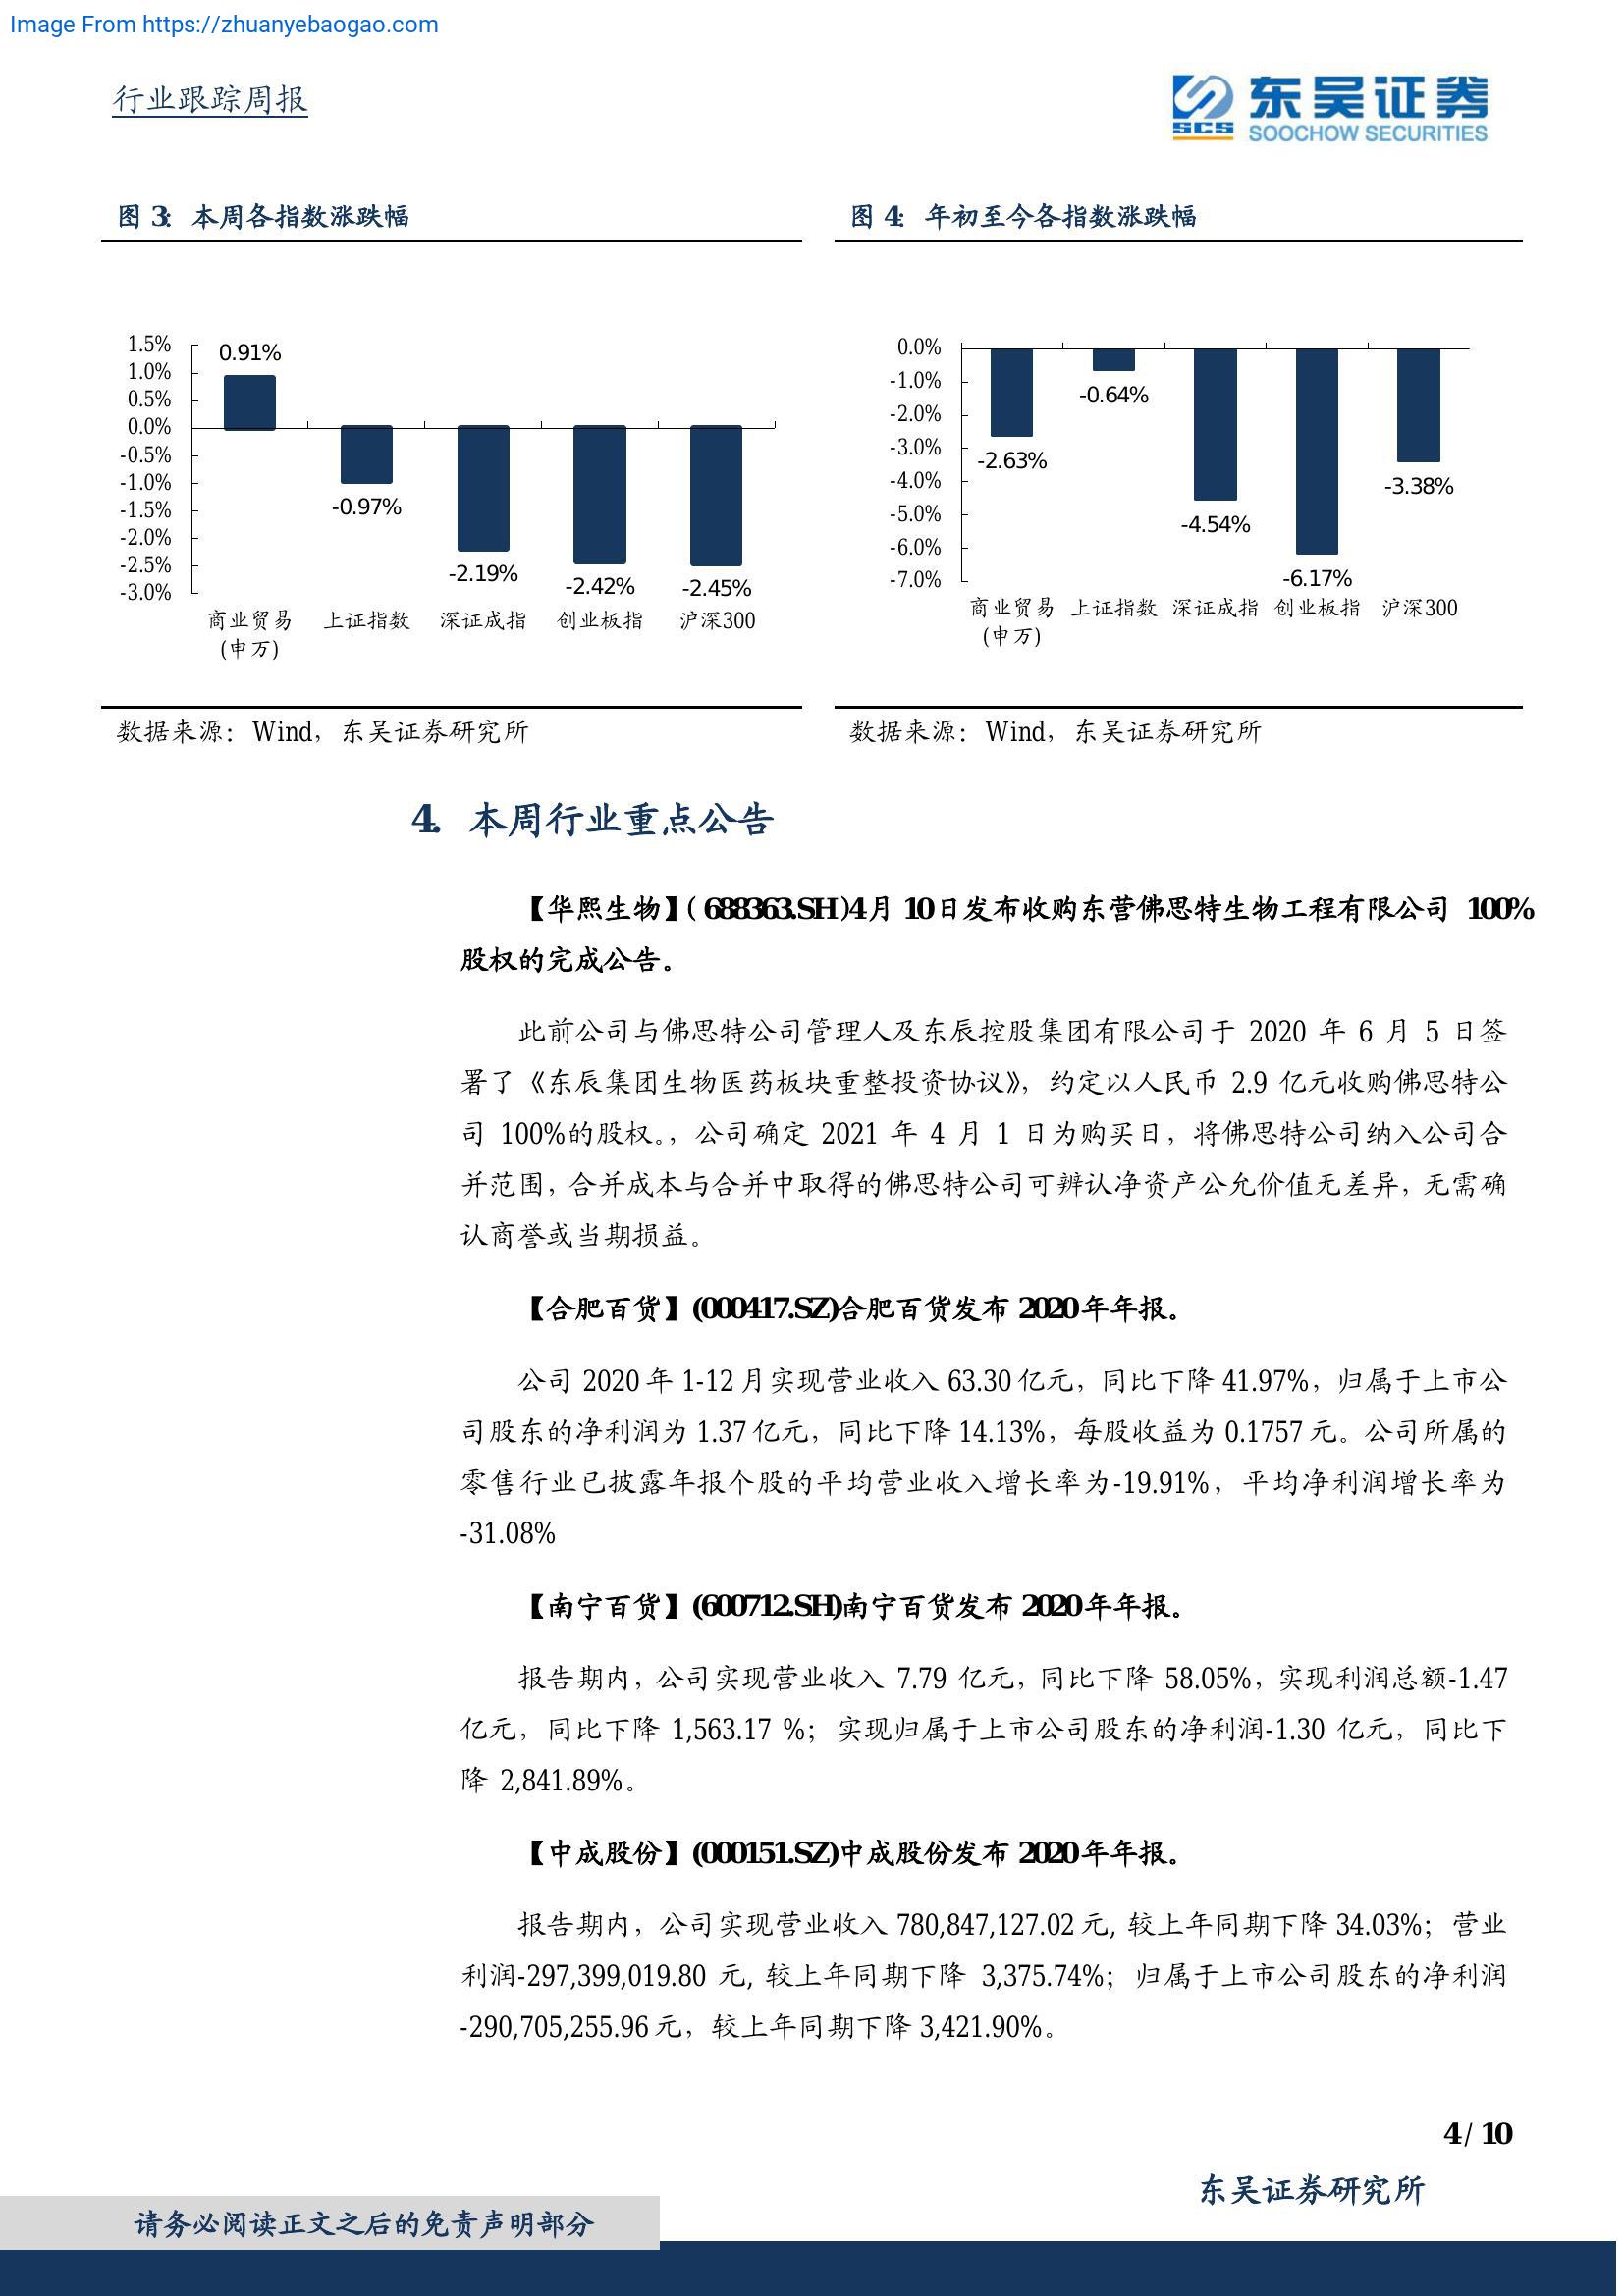 Image From https://zhuanyebaogao.com
行业跟踪周报
SCS
东吴证券
SOOCHOW SECURITIES
图 3: 本周各指数涨跌幅
1.5%
1.0%
0.5%
0.0%
-0.5%
-1.0%
-1.5%
-2.0%
-2.5%
-3.0%
0.91%
-0.97%
-2.19%
-2.42%
-2.45%
商业贸易 上证指数 深证成指 创业板指 沪深300
(申万)
数据来源：Wind，东吴证券研究所
图 4: 年初至今各指数涨跌幅
0.0%
-1.0%
-2.0%
-3.0%
-4.0%
-5.0%
-6.0%
-7.0%
-2.63%
-0.64%
-4.54%
-6.17%
-3.38%
商业贸易 上证指数 深证成指 创业板指 沪深300
(申万)
数据来源：Wind，东吴证券研究所
4. 本周行业重点公告
【华熙生物】(688363.SH)4月 10日发布收购东营佛思特生物工程有限公司 100%
股权的完成公告。
此前公司与佛思特公司管理人及东辰控股集团有限公司于 2020 年 6 月 5 日签
署了《东辰集团生物医药板块重整投资协议》，约定以人民币 2.9 亿元收购佛思特公
司 100%的股权。，公司确定 2021 年 4 月 1 日为购买日，将佛思特公司纳入公司合
并范围，合并成本与合并中取得的佛思特公司可辨认净资产公允价值无差异，无需确
认商誉或当期损益。
【合肥百货】(000417.SZ)合肥百货发布 2020年年报。
公司 2020 年 1-12 月实现营业收入 63.30 亿元，同比下降 41.97%，归属于上市公
司股东的净利润为 1.37 亿元，同比下降 14.13%，每股收益为 0.1757 元。公司所属的
零售行业已披露年报个股的平均营业收入增长率为-19.91%，平均净利润增长率为
-31.08%
【南宁百货】(600712.SH)南宁百货发布 2020年年报。
报告期内，公司实现营业收入 7.79 亿元，同比下降 58.05%，实现利润总额-1.47
亿元，同比下降 1,563.17 %；实现归属于上市公司股东的净利润-1.30 亿元，同比下
降 2,841.89%。
【中成股份】(000151.SZ)中成股份发布 2020年年报。
报告期内，公司实现营业收入 780,847,127.02 元, 较上年同期下降 34.03%；营业
利润-297,399,019.80 元, 较上年同期下降 3,375.74%；归属于上市公司股东的净利润
-290,705,255.96 元，较上年同期下降 3,421.90%。
4 / 10
东吴证券研究所
请务必阅读正文之后的免责声明部分